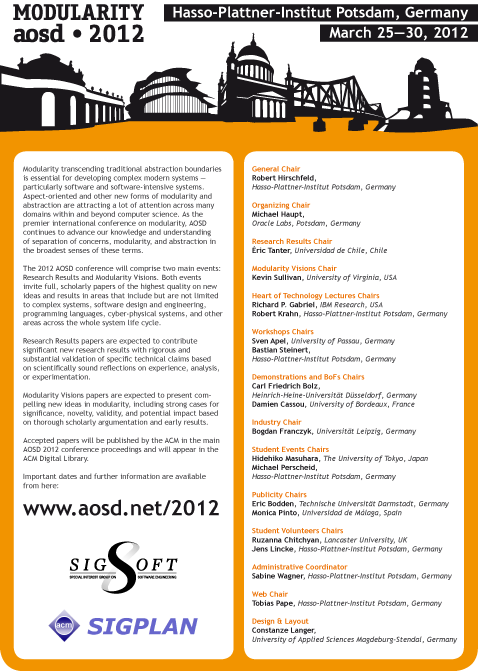 MODULARITY
aosd • 2012
Hasso-Plattner-Institut Potsdam, Germany
March 25—30, 2012
Modularity transcending traditional abstraction boundaries
is essential for developing complex modern systems —
particularly software and software-intensive systems.
Aspect-oriented and other new forms of modularity and
abstraction are attracting a lot of attention across many
domains within and beyond computer science. As the
premier international conference on modularity, AOSD
continues to advance our knowledge and understanding
of separation of concerns, modularity, and abstraction in
the broadest senses of these terms.
The 2012 AOSD conference will comprise two main events:
Research Results and Modularity Visions. Both events
invite full, scholarly papers of the highest quality on new
ideas and results in areas that include but are not limited
to complex systems, software design and engineering,
programming languages, cyber-physical systems, and other
areas across the whole system life cycle.
Research Results papers are expected to contribute
significant new research results with rigorous and
substantial validation of specific technical claims based
on scientifically sound reflections on experience, analysis,
or experimentation.
Modularity Visions papers are expected to present com-
pelling new ideas in modularity, including strong cases for
significance, novelty, validity, and potential impact based
on thorough scholarly argumentation and early results.
Accepted papers will be published by the ACM in the main
AOSD 2012 conference proceedings and will appear in the
ACM Digital Library.
Important dates and further information are available
from here:
www.aosd.net/2012
SIGSOFT
SPECIAL INTEREST GROUP ON SOFTWARE ENGINEERING
acm SIGPLAN
General Chair
Robert Hirschfeld,
Hasso-Plattner-Institut Potsdam, Germany
Organizing Chair
Michael Haupt,
Oracle Labs, Potsdam, Germany
Research Results Chair
Éric Tanter, Universidad de Chile, Chile
Modularity Visions Chair
Kevin Sullivan, University of Virginia, USA
Heart of Technology Lectures Chairs
Richard P. Gabriel, IBM Research, USA
Robert Krahn, Hasso-Plattner-Institut Potsdam, Germany
Workshops Chairs
Sven Apel, University of Passau, Germany
Bastian Steinert,
Hasso-Plattner-Institut Potsdam, Germany
Demonstrations and BoFs Chairs
Carl Friedrich Bolz,
Heinrich-Heine-Universität Düsseldorf, Germany
Damien Cassou, University of Bordeaux, France
Industry Chair
Bogdan Franczyk, Universität Leipzig, Germany
Student Events Chairs
Hidehiko Masuhara, The University of Tokyo, Japan
Michael Perscheid,
Hasso-Plattner-Institut Potsdam, Germany
Publicity Chairs
Eric Bodden, Technische Universität Darmstadt, Germany
Monica Pinto, Universidad de Málaga, Spain
Student Volunteers Chairs
Ruzanna Chitchyan, Lancaster University, UK
Jens Lincke, Hasso-Plattner-Institut Potsdam, Germany
Administrative Coordinator
Sabine Wagner, Hasso-Plattner-Institut Potsdam, Germany
Web Chair
Tobias Pape, Hasso-Plattner-Institut Potsdam, Germany
Design & Layout
Constanze Langer,
University of Applied Sciences Magdeburg-Stendal, Germany